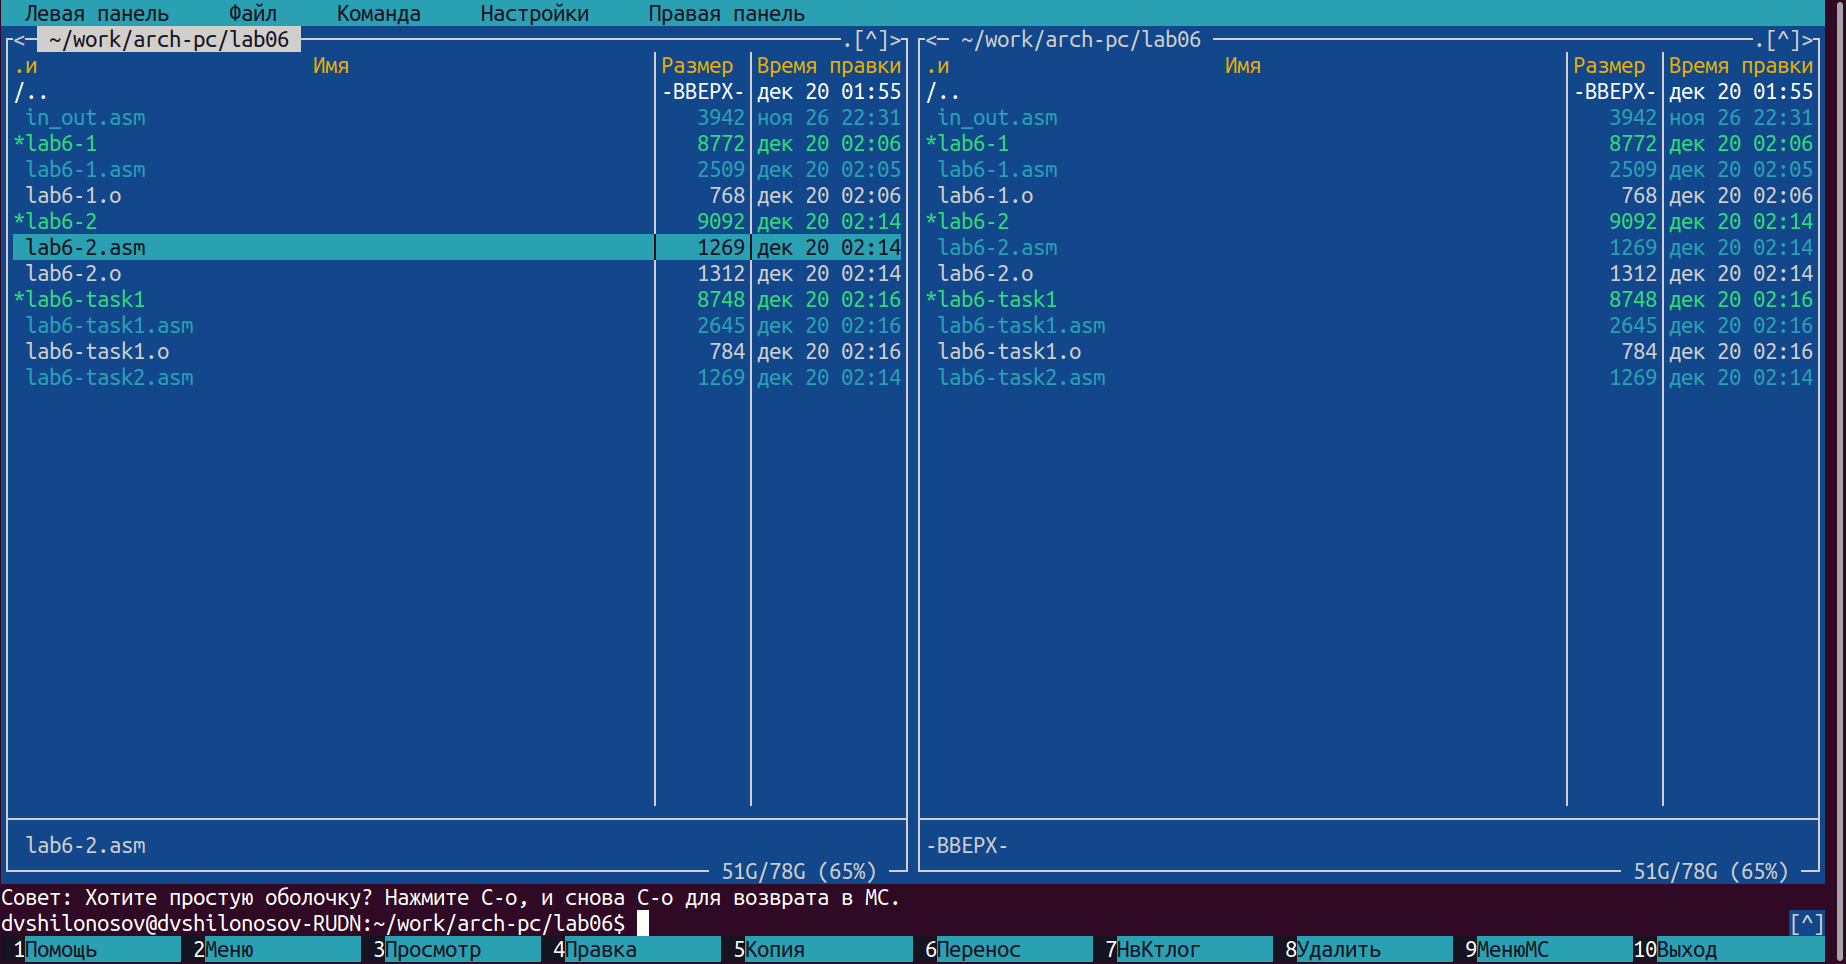 Левая панель Файл Команда Настройки Правая панель
<- ~/work/arch-pc/lab06 .[^]> <- ~/work/arch-pc/lab06 .[^]>
.и Имя Размер Время правки .и Имя Размер Время правки
/.. -ВВЕРХ- дек 20 01:55 /.. -ВВЕРХ- дек 20 01:55
in_out.asm 3942 ноя 26 22:31 in_out.asm 3942 ноя 26 22:31
*lab6-1 8772 дек 20 02:06 *lab6-1 8772 дек 20 02:06
lab6-1.asm 2509 дек 20 02:05 lab6-1.asm 2509 дек 20 02:05
lab6-1.o 768 дек 20 02:06 lab6-1.o 768 дек 20 02:06
*lab6-2 9092 дек 20 02:14 *lab6-2 9092 дек 20 02:14
lab6-2.asm 1269 дек 20 02:14 lab6-2.asm 1269 дек 20 02:14
lab6-2.o 1312 дек 20 02:14 lab6-2.o 1312 дек 20 02:14
*lab6-task1 8748 дек 20 02:16 *lab6-task1 8748 дек 20 02:16
lab6-task1.asm 2645 дек 20 02:16 lab6-task1.asm 2645 дек 20 02:16
lab6-task1.o 784 дек 20 02:16 lab6-task1.o 784 дек 20 02:16
lab6-task2.asm 1269 дек 20 02:14 lab6-task2.asm 1269 дек 20 02:14
lab6-2.asm -ВВЕРХ-
51G/78G (65%) 51G/78G (65%)
Совет: Хотите простую оболочку? Нажмите C-o, и снова C-o для возврата в MC.
dvshilonosov@dvshilonosov-RUDN:~/work/arch-pc/lab06$ [^]
1Помощь 2Меню 3Просмотр 4Правка 5Копия 6Перенос 7НвКтлог 8Удалить 9МенюMC 10Выход